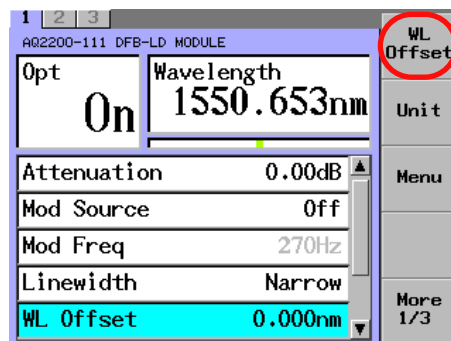 1 2 3
AQ2200-111 DFB-LD MODULE
Opt
On
Wavelength
1550.653nm
Attenuation 0.00dB
Mod Source Off
Mod Freq 270Hz
Linewidth Narrow
WL Offset 0.000nm
WL
Offset
Unit
Menu
More
1/3